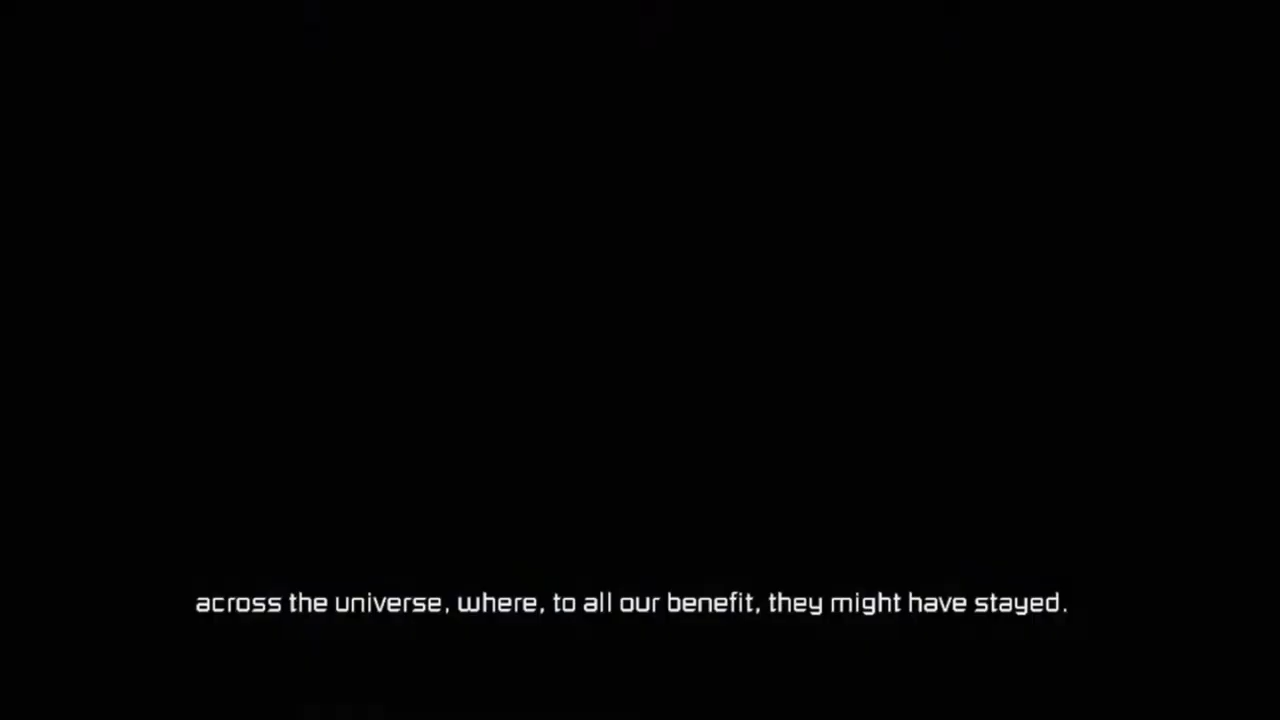 across the universe, where, to all our benefit, they might have stayed.